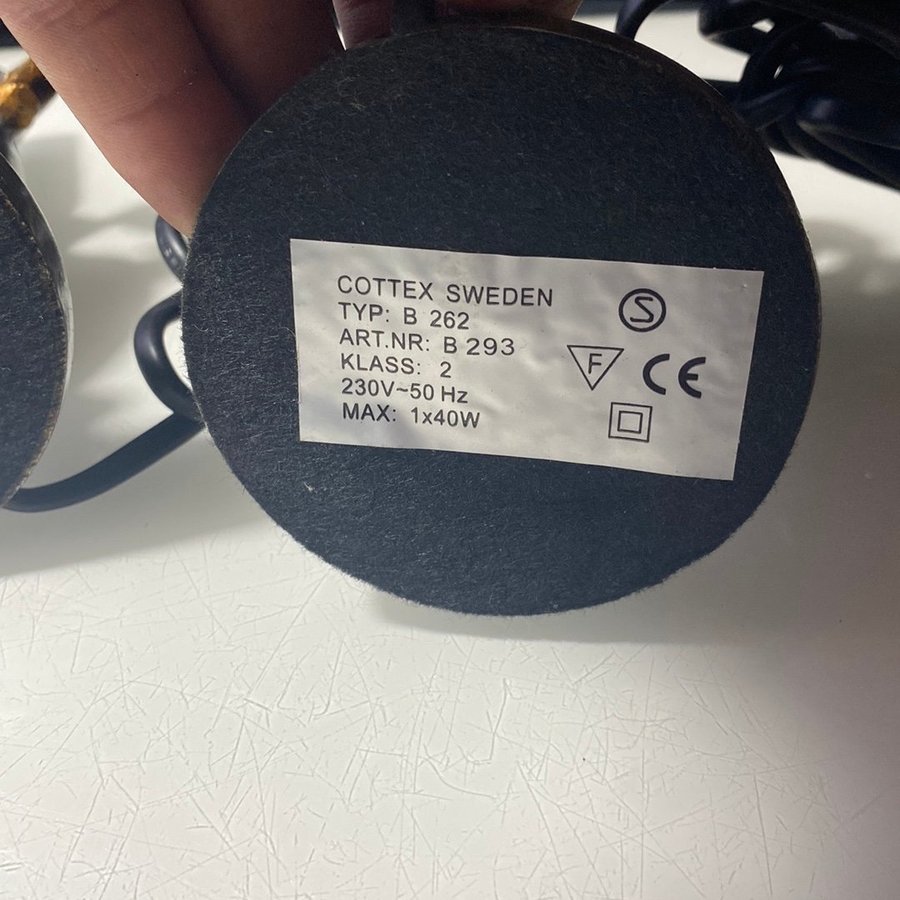 COTTEX SWEDEN
TYP: B 262
ART.NR: B 293
KLASS: 2
230V~50 Hz
MAX: 1x40W
S
F
CE